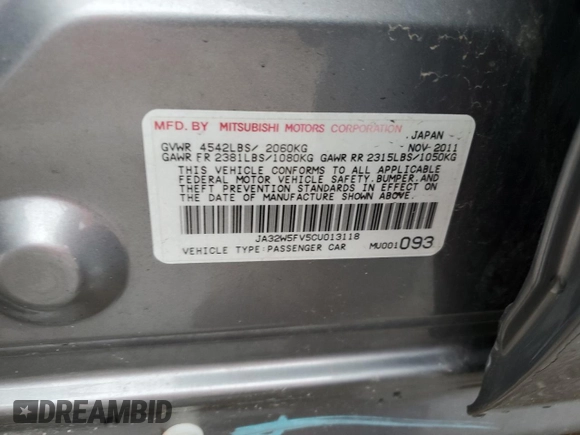 MFD. BY MITSUBISHI MOTORS CORPORATION JAPAN
GVWR 4542LBS/ 2060KG NOV-2011
GAWR FR 2381LBS/1080KG GAWR RR 2315LBS/1050KG
THIS VEHICLE CONFORMS TO ALL APPLICABLE
FEDERAL MOTOR VEHICLE SAFETY,BUMPER,AND
THEFT PREVENTION STANDARDS IN EFFECT ON
THE DATE OF MANUFACTURE SHOWN ABOVE.
JA32W5FV5CU013118
VEHICLE TYPE:PASSENGER CAR MU001093
DREAMBID